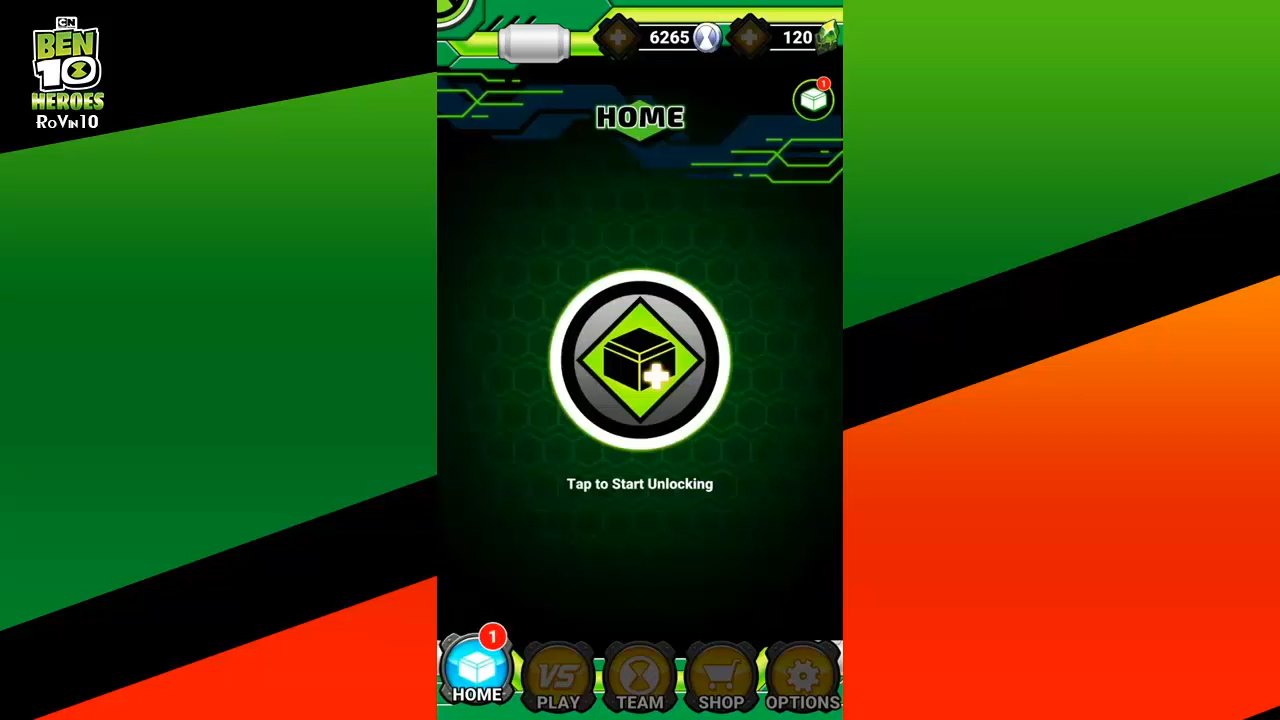 CN
BEN
10
HEROES
RoVin10
6265
120
1
HOME
Tap to Start Unlocking
1
HOME
VS
PLAY
TEAM
SHOP
OPTIONS